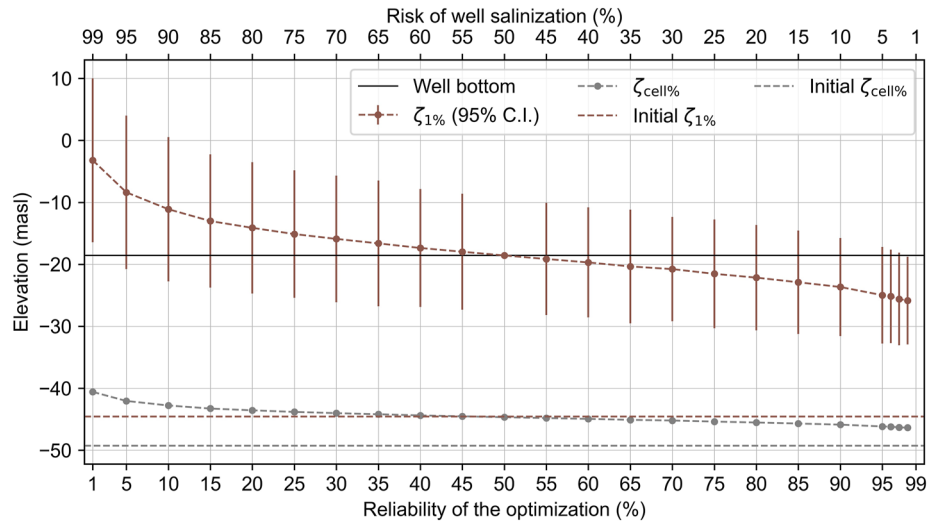 Risk of well salinization (%)
99 95 90 85 80 75 70 65 60 55 50 45 40 35 30 25 20 15 10 5 1
Well bottom
ζ1% (95% C.I.)
ζcell%
Initial ζ1%
Initial ζcell%
Elevation (masl)
10
0
−10
−20
−30
−40
−50
1 5 10 15 20 25 30 35 40 45 50 55 60 65 70 75 80 85 90 95 99
Reliability of the optimization (%)